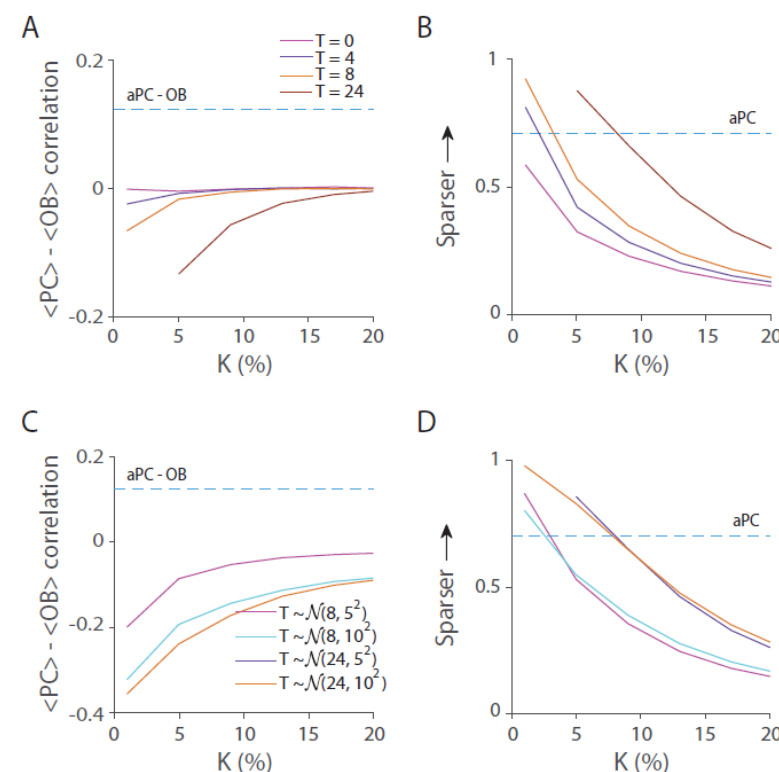 A
<PC> - <OB> correlation
0.2
0
-0.2
aPC - OB
T = 0
T = 4
T = 8
T = 24
0
5
10
15
20
K (%)
B
Sparser →
1
0.5
0
aPC
0
5
10
15
20
K (%)
C
<PC> - <OB> correlation
0.2
0
-0.2
-0.4
aPC - OB
T ~ 𝒩(8, 5²)
T ~ 𝒩(8, 10²)
T ~ 𝒩(24, 5²)
T ~ 𝒩(24, 10²)
0
5
10
15
20
K (%)
D
Sparser →
1
0.5
0
aPC
0
5
10
15
20
K (%)